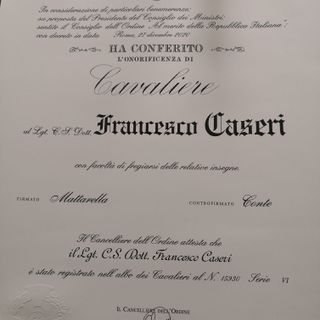 In considerazione di particolari benemerenze;
su proposta del Presidente del Consiglio dei Ministri;
sentito il Consiglio dell'Ordine "Al merito della Repubblica Italiana";
con decreto in data Roma, 27 dicembre 2020
HA CONFERITO
L'ONORIFICENZA DI
Cavaliere
al Lgt. C.S. Dott. Francesco Caseri
con facoltà di fregiarsi delle relative insegne.
FIRMATO Mattarella CONTROFIRMATO Conte
Il Cancelliere dell'Ordine attesta che
il Lgt. C.S. Dott. Francesco Caseri
è stato registrato nell'albo dei Cavalieri al N. 15930 Serie VI
IL CANCELLIERE DELL'ORDINE